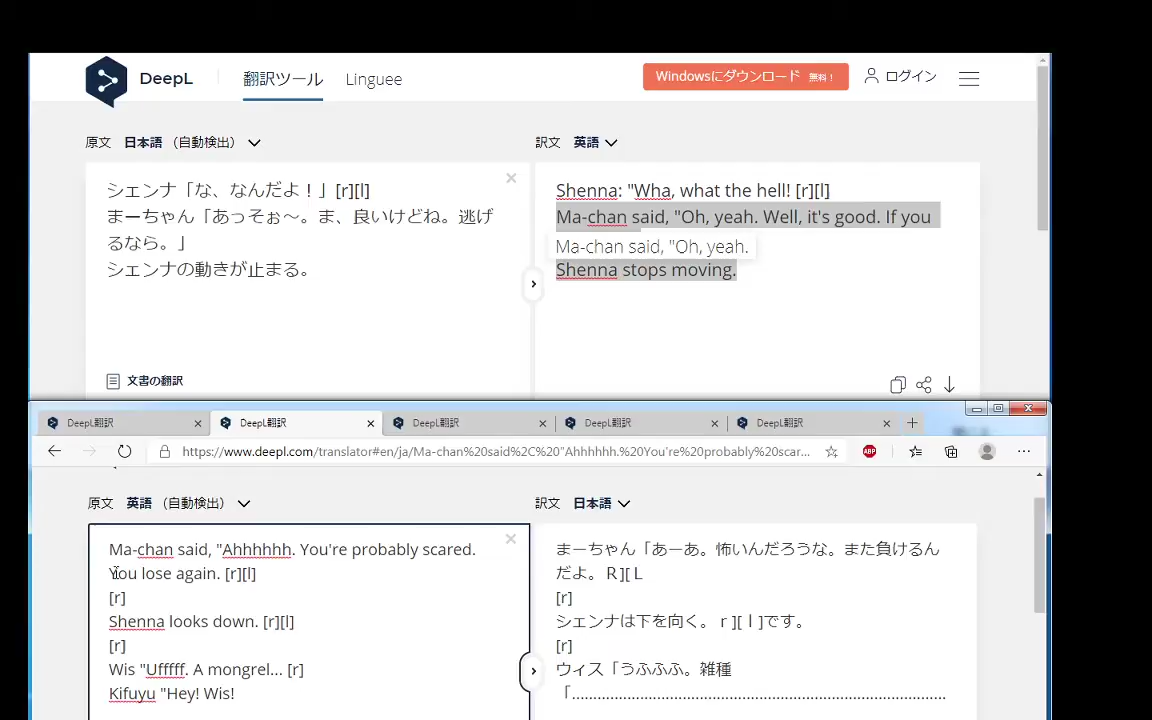 DeepL 翻訳ツール Linguee Windowsにダウンロード 無料！ ログイン
原文 日本語 （自動検出） 訳文 英語
シェンナ「な、なんだよ！」[r][l]
まーちゃん「あっそぉ〜。ま、良いけどね。逃げ
るなら。」
シェンナの動きが止まる。
Shenna: "Wha, what the hell! [r][l]
Ma-chan said, "Oh, yeah. Well, it's good. If you
Ma-chan said, "Oh, yeah.
Shenna stops moving.
文書の翻訳
DeepL翻訳 DeepL翻訳 DeepL翻訳 DeepL翻訳 DeepL翻訳
https://www.deepl.com/translator#en/ja/Ma-chan%20said%2C%20"Ahhhhhh.%20You're%20probably%20scar...
ABP
原文 英語 （自動検出） 訳文 日本語
Ma-chan said, "Ahhhhhh. You're probably scared.
You lose again. [r][l]
[r]
Shenna looks down. [r][l]
[r]
Wis "Ufffff. A mongrel... [r]
Kifuyu "Hey! Wis!
まーちゃん「あーあ。怖いんだろうな。また負けるん
だよ。Ｒ][Ｌ
[r]
シェンナは下を向く。ｒ][ｌ]です。
[r]
ウィス「うふふふ。雑種
「..................................................................................